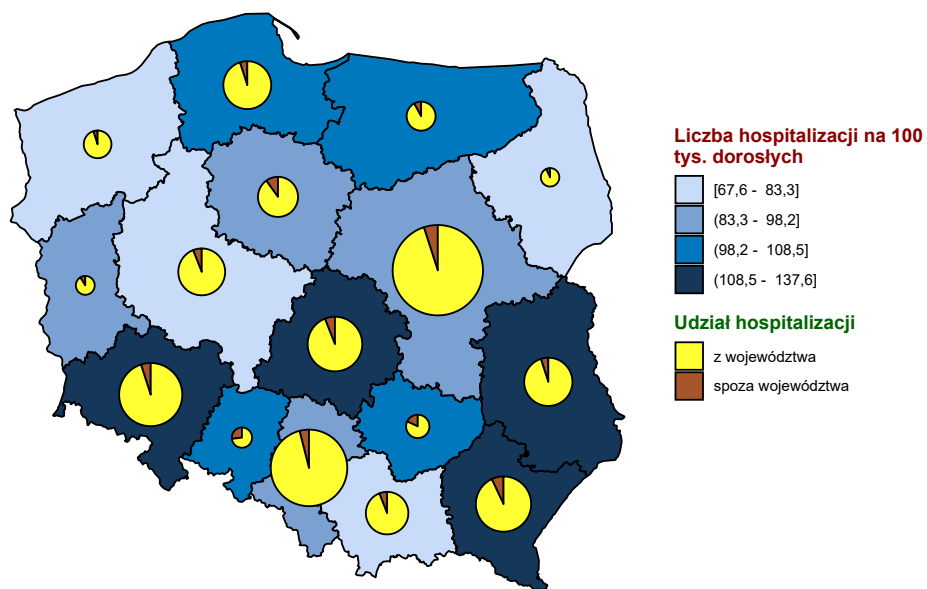 Liczba hospitalizacji na 100
tys. dorosłych
[67,6 - 83,3]
(83,3 - 98,2]
(98,2 - 108,5]
(108,5 - 137,6]
Udział hospitalizacji
z województwa
spoza województwa